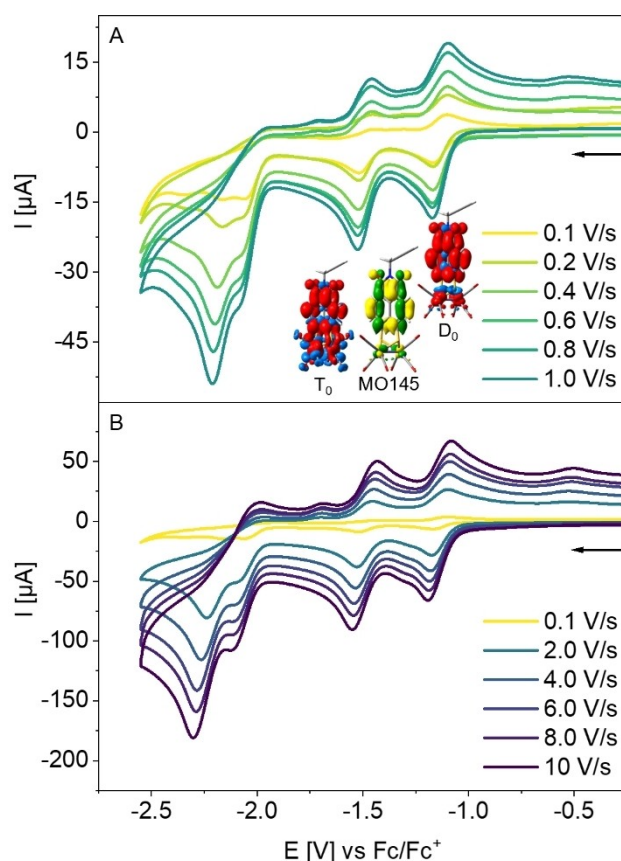 A
15
0
-15
-30
-45
I [µA]
T0
MO145
D0
0.1 V/s
0.2 V/s
0.4 V/s
0.6 V/s
0.8 V/s
1.0 V/s
B
50
0
-50
-100
-150
-200
I [µA]
0.1 V/s
2.0 V/s
4.0 V/s
6.0 V/s
8.0 V/s
10 V/s
-2.5 -2.0 -1.5 -1.0 -0.5
E [V] vs Fc/Fc⁺